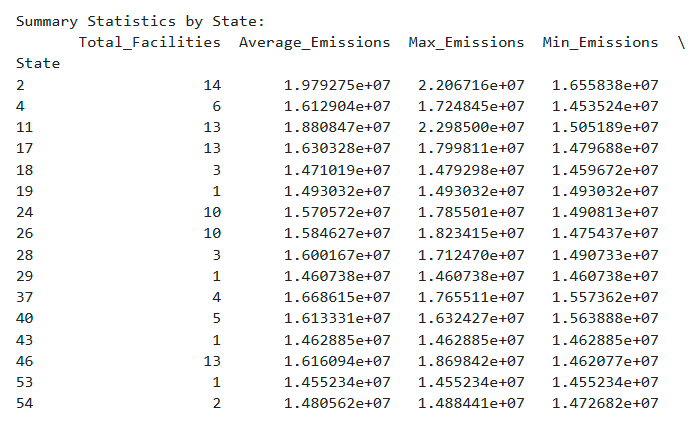 Summary Statistics by State:
       Total_Facilities  Average_Emissions  Max_Emissions  Min_Emissions  \
State
2                    14       1.979275e+07   2.206716e+07   1.655838e+07
4                     6       1.612904e+07   1.724845e+07   1.453524e+07
11                   13       1.880847e+07   2.298500e+07   1.505189e+07
17                   13       1.630328e+07   1.799811e+07   1.479688e+07
18                    3       1.471019e+07   1.479298e+07   1.459672e+07
19                    1       1.493032e+07   1.493032e+07   1.493032e+07
24                   10       1.570572e+07   1.785501e+07   1.490813e+07
26                   10       1.584627e+07   1.823415e+07   1.475437e+07
28                    3       1.600167e+07   1.712470e+07   1.490733e+07
29                    1       1.460738e+07   1.460738e+07   1.460738e+07
37                    4       1.668615e+07   1.765511e+07   1.557362e+07
40                    5       1.613331e+07   1.632427e+07   1.563888e+07
43                    1       1.462885e+07   1.462885e+07   1.462885e+07
46                   13       1.616094e+07   1.869842e+07   1.462077e+07
53                    1       1.455234e+07   1.455234e+07   1.455234e+07
54                    2       1.480562e+07   1.488441e+07   1.472682e+07